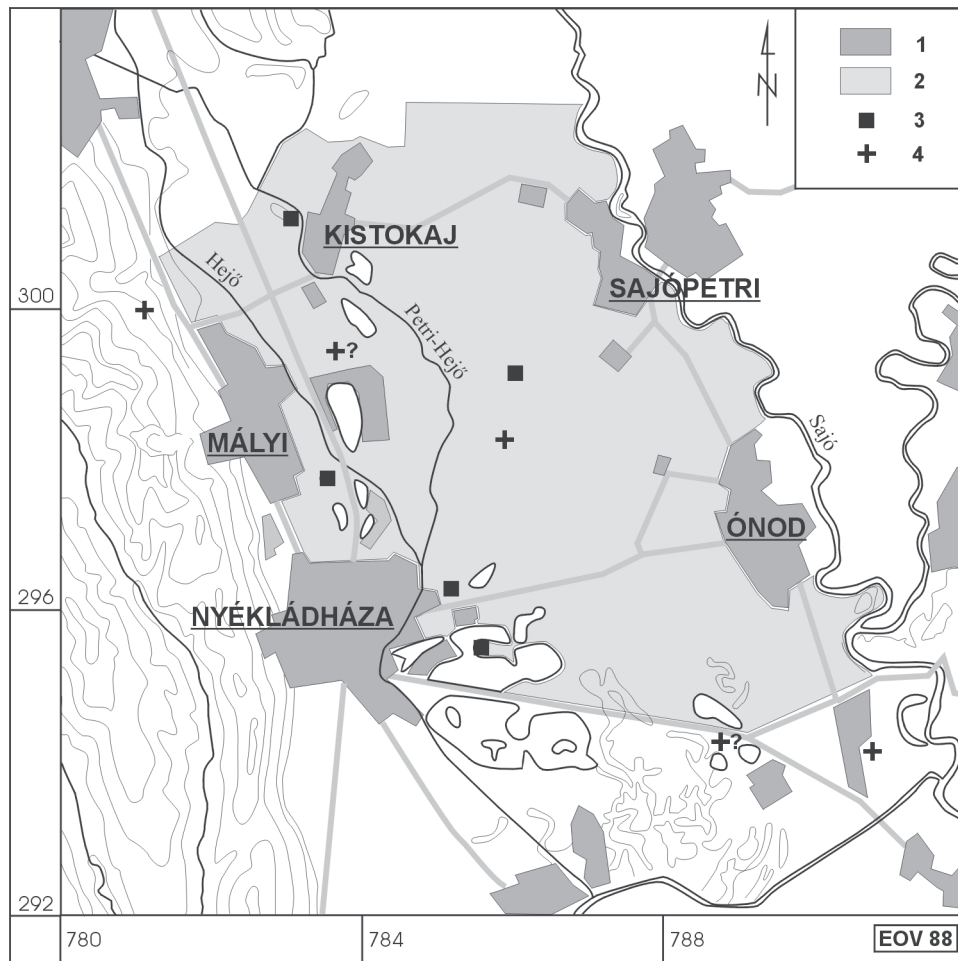 N
1
2
3
4
KISTOKAJ
Hejő
SAJÓPETRI
300
Petri-Hejő
?
MÁLYI
Sajó
ÓNOD
NYÉKLÁDHÁZA
296
?
292
780
784
788
EOV 88